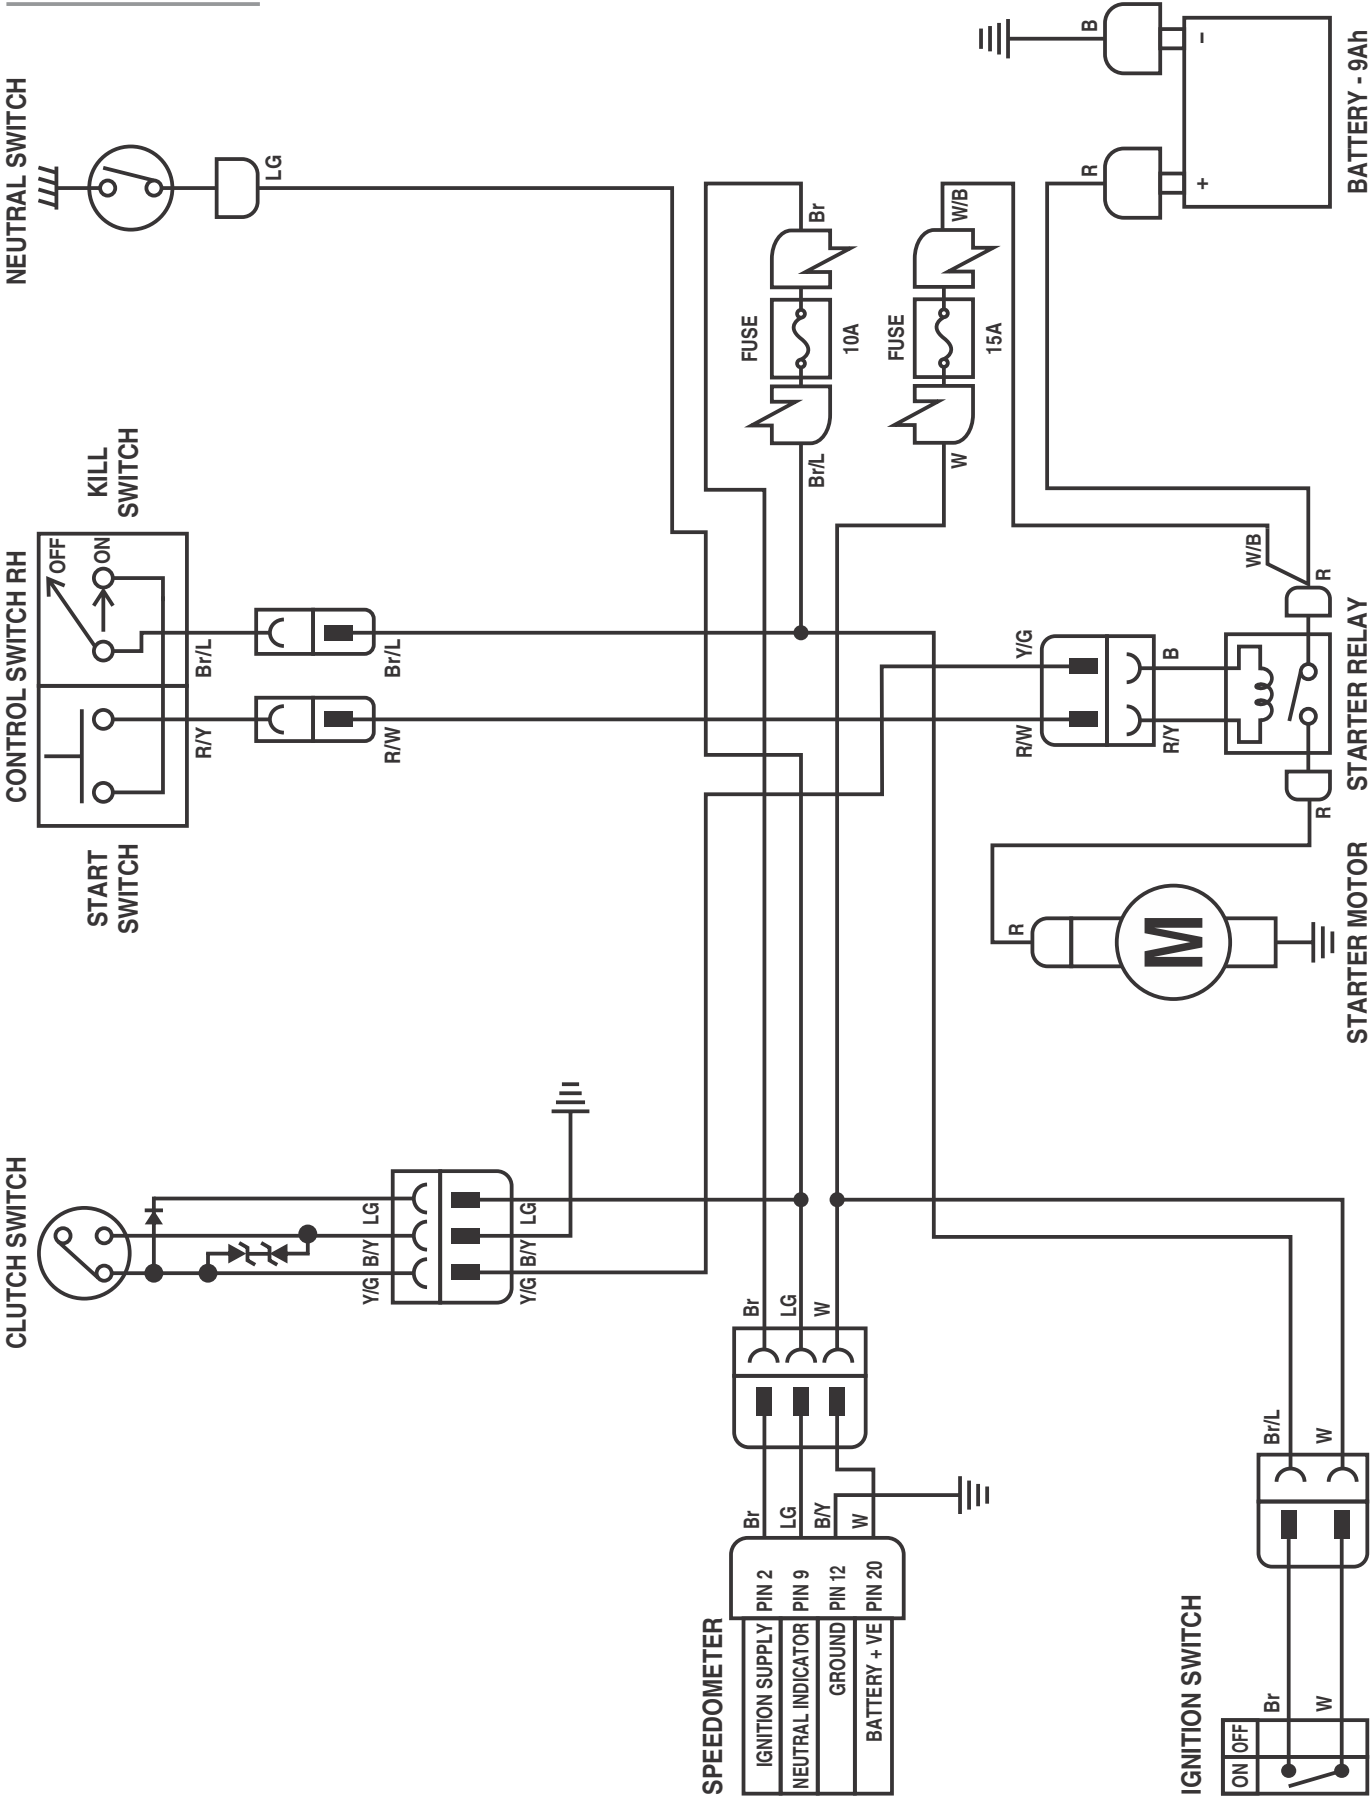 CLUTCH SWITCH
START
SWITCH
CONTROL SWITCH RH
KILL
SWITCH
NEUTRAL SWITCH
OFF
ON
LG
R/Y
Br/L
R/W
Br/L
Y/G
B/Y
LG
Y/G
B/Y
LG
FUSE
10A
Br/L
Br
FUSE
15A
W
W/B
SPEEDOMETER
IGNITION SUPPLY
PIN 2
NEUTRAL INDICATOR
PIN 9
GROUND
PIN 12
BATTERY + VE
PIN 20
Br
LG
B/Y
W
Br
LG
W
R/W
Y/G
R/Y
B
R
M
STARTER MOTOR
R
R
W/B
STARTER RELAY
R
B
+
-
BATTERY - 9Ah
IGNITION SWITCH
ON
OFF
Br
W
Br/L
W